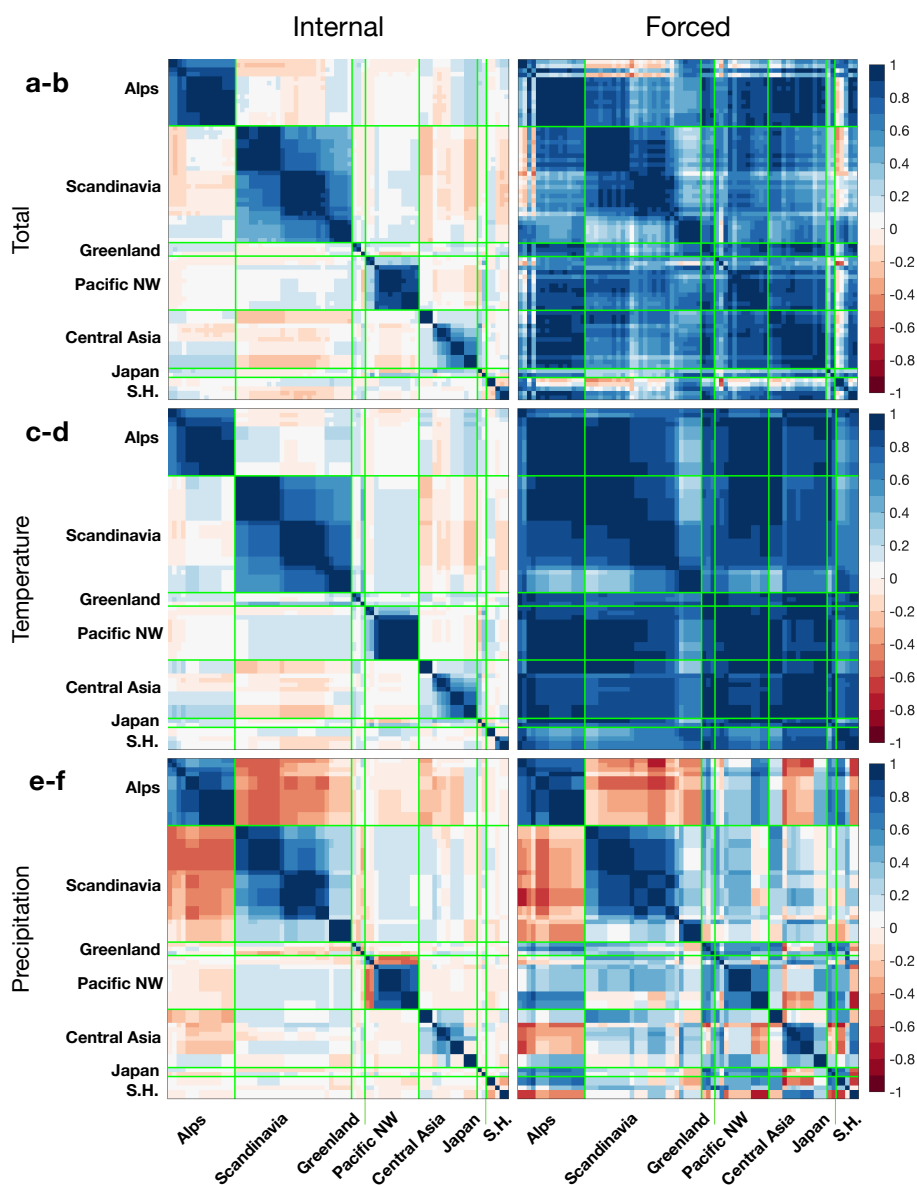 Internal Forced
a-b
Total
Alps
Scandinavia
Greenland
Pacific NW
Central Asia
Japan
S.H.
1
0.8
0.6
0.4
0.2
0
-0.2
-0.4
-0.6
-0.8
-1
c-d
Temperature
Alps
Scandinavia
Greenland
Pacific NW
Central Asia
Japan
S.H.
1
0.8
0.6
0.4
0.2
0
-0.2
-0.4
-0.6
-0.8
-1
e-f
Precipitation
Alps
Scandinavia
Greenland
Pacific NW
Central Asia
Japan
S.H.
1
0.8
0.6
0.4
0.2
0
-0.2
-0.4
-0.6
-0.8
-1
Alps Scandinavia Greenland Pacific NW Central Asia Japan S.H. Alps Scandinavia Greenland Pacific NW Central Asia Japan S.H.